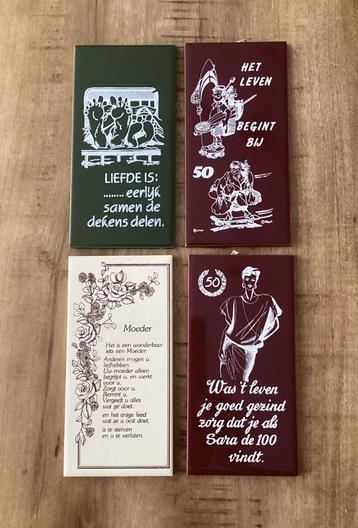 LIEFDE IS:
........ eerlijk
samen de
dekens delen.
HET
LEVEN
BEGINT
BIJ
50
Moeder
Het is een wonderbaar
iets een Moeder.
Anderen mogen u
liefhebben.
Uw moeder alleen
begrijpt u, en werkt
voor u,
Zorgt voor u,
Bemint u,
Vergeeft u alles
wat ge doet.
en het enige leed
wat ze u ooit doet,
is te sterven
en u te verlaten.
50
Was 't leven
je goed gezind
zorg dat je als
Sara de 100
vindt.